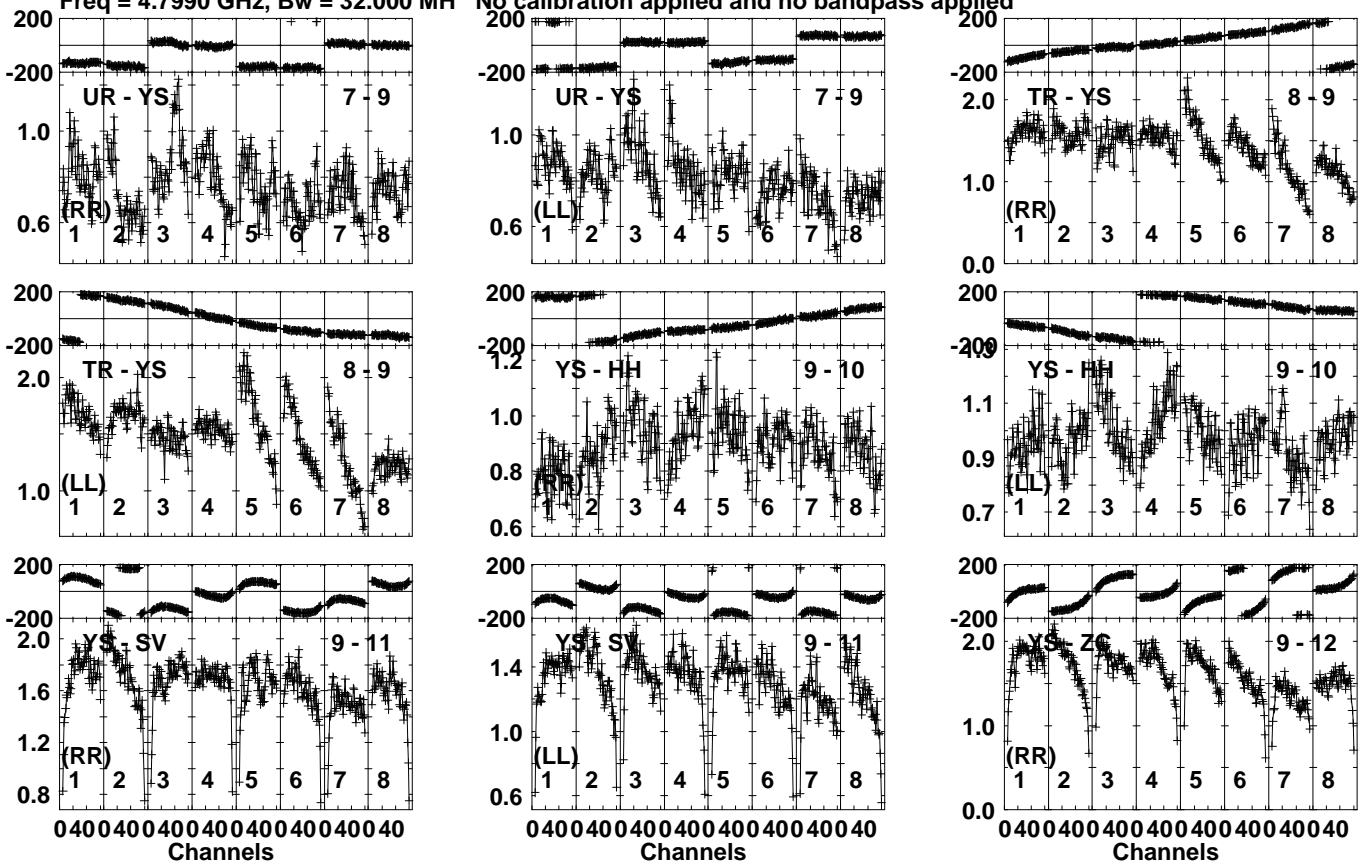 Freq = 4.7990 GHz, Bw = 32.000 MH No calibration applied and no bandpass applied
200 200 200
-200 -200 -200
UR - YS 7 - 9 UR - YS 7 - 9 TR - YS 8 - 9
2.0
1.0 1.0
1.0
(RR) (LL) (RR)
0.6 0.6
1 2 3 4 5 6 7 8 1 2 3 4 5 6 7 8 1 2 3 4 5 6 7 8
0.0
200 200 200
-200 -200 -200
1.2 1.3
TR - YS 8 - 9 YS - HH 9 - 10 YS - HH 9 - 10
2.0 1.0 1.1
0.8 0.9
(LL) (RR) (LL)
1.0
1 2 3 4 5 6 7 8 1 2 3 4 5 6 7 8 1 2 3 4 5 6 7 8
0.6 0.7
200 200 200
-200 -200 -200
YS - SV 9 - 11 YS - SV 9 - 11 YS - ZC 9 - 12
2.0 1.4 2.0
1.6
1.0 1.0
1.2
(RR) (LL) (RR)
1 2 3 4 5 6 7 8 1 2 3 4 5 6 7 8 1 2 3 4 5 6 7 8
0.8 0.6 0.0
0 40 0 40 0 40 0 40 0 40 0 40 0 40 0 40 0 40 0 40 0 40 0 40 0 40 0 40 0 40 0 40 0 40 0 40 0 40 0 40 0 40 0 40 0 40 0 40
Channels Channels Channels